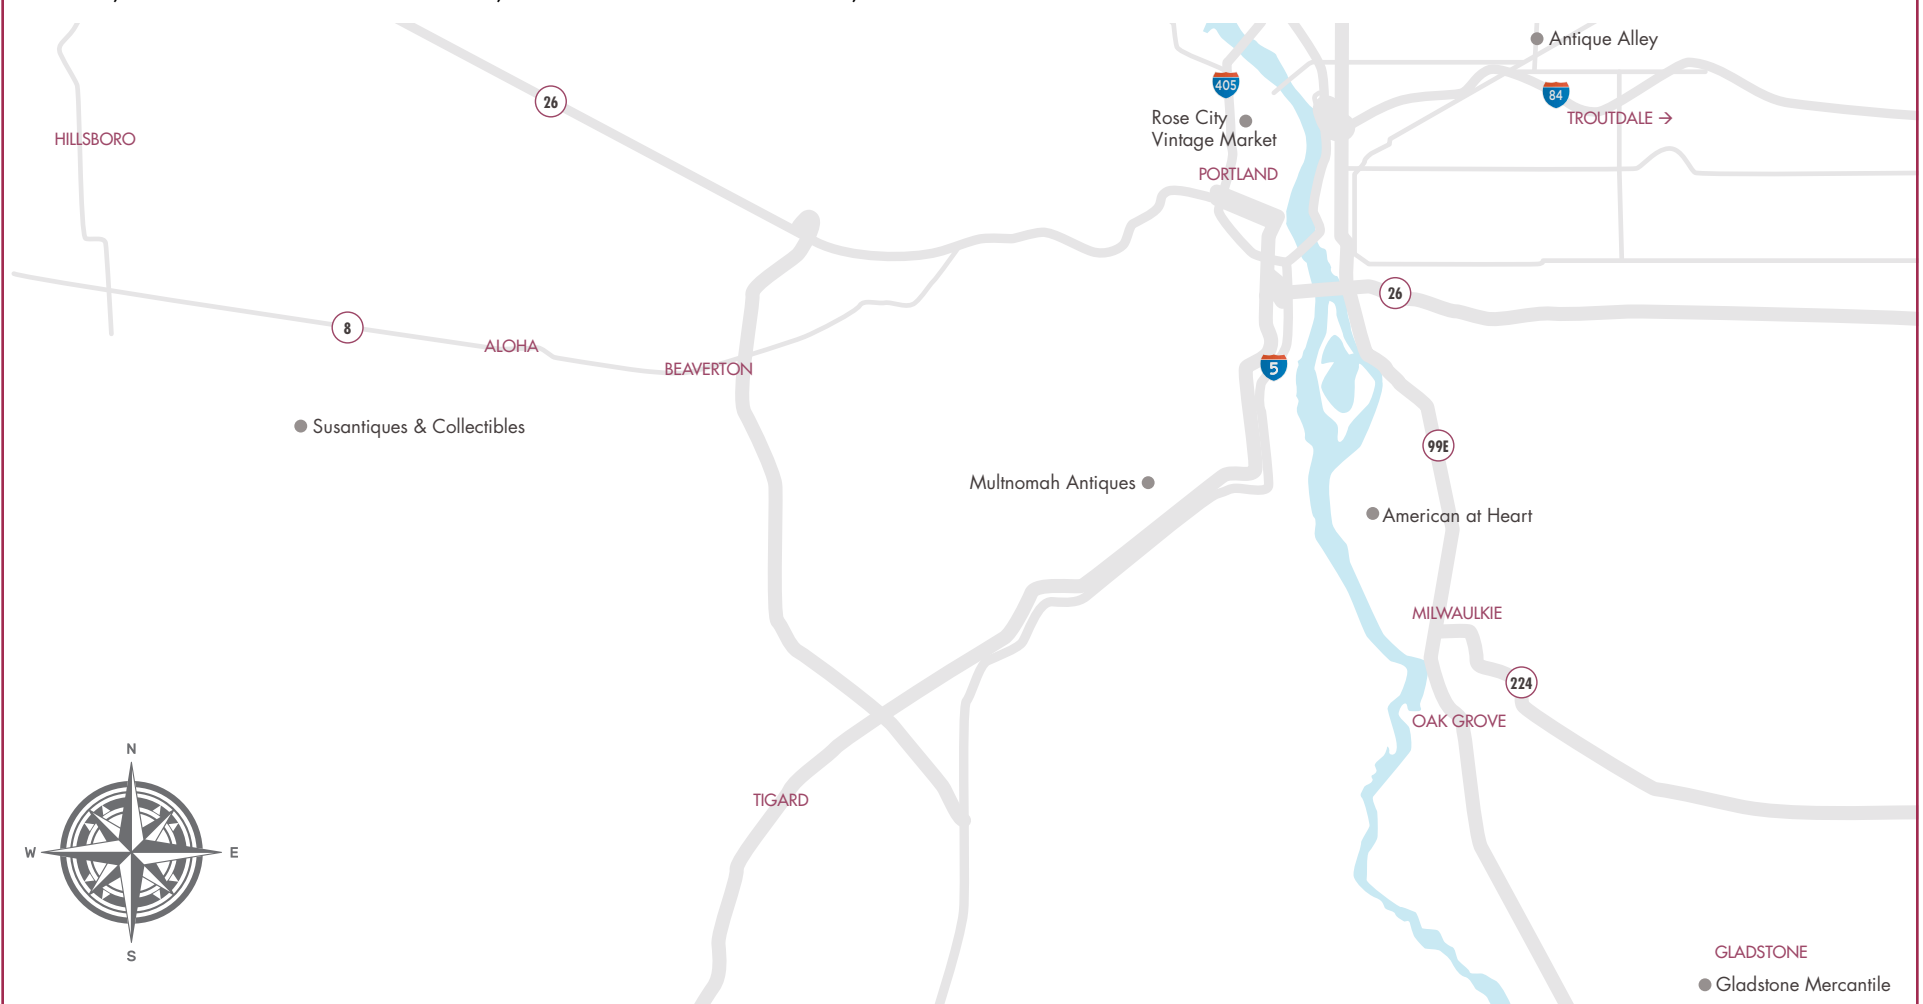 Antique Alley
405
84
26
Rose City
Vintage Market
TROUTDALE →
HILLSBORO
PORTLAND
26
8
ALOHA
BEAVERTON
5
Susantiques & Collectibles
99E
Multnomah Antiques
American at Heart
MILWAULKIE
224
OAK GROVE
N
TIGARD
W
E
S
GLADSTONE
Gladstone Mercantile